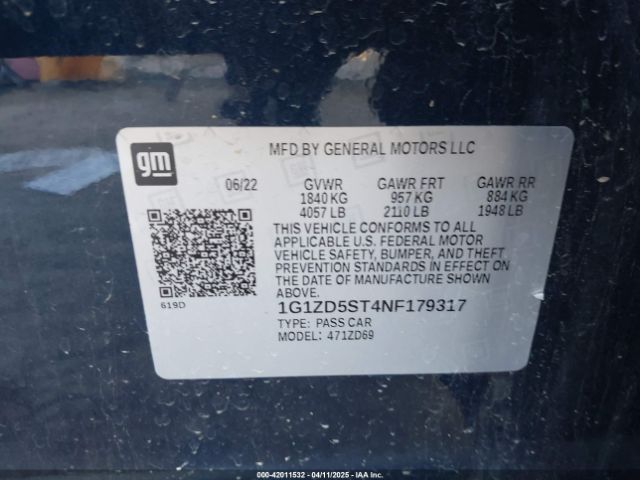 gm
MFD BY GENERAL MOTORS LLC
06/22 GVWR GAWR FRT GAWR RR
1840 KG 957 KG 884 KG
4057 LB 2110 LB 1948 LB
THIS VEHICLE CONFORMS TO ALL
APPLICABLE U.S. FEDERAL MOTOR
VEHICLE SAFETY, BUMPER, AND THEFT
PREVENTION STANDARDS IN EFFECT ON
THE DATE OF MANUFACTURE SHOWN
ABOVE.
619D
1G1ZD5ST4NF179317
TYPE: PASS CAR
MODEL: 471ZD69
000-42011532 - 04/11/2025 - IAAI.COM